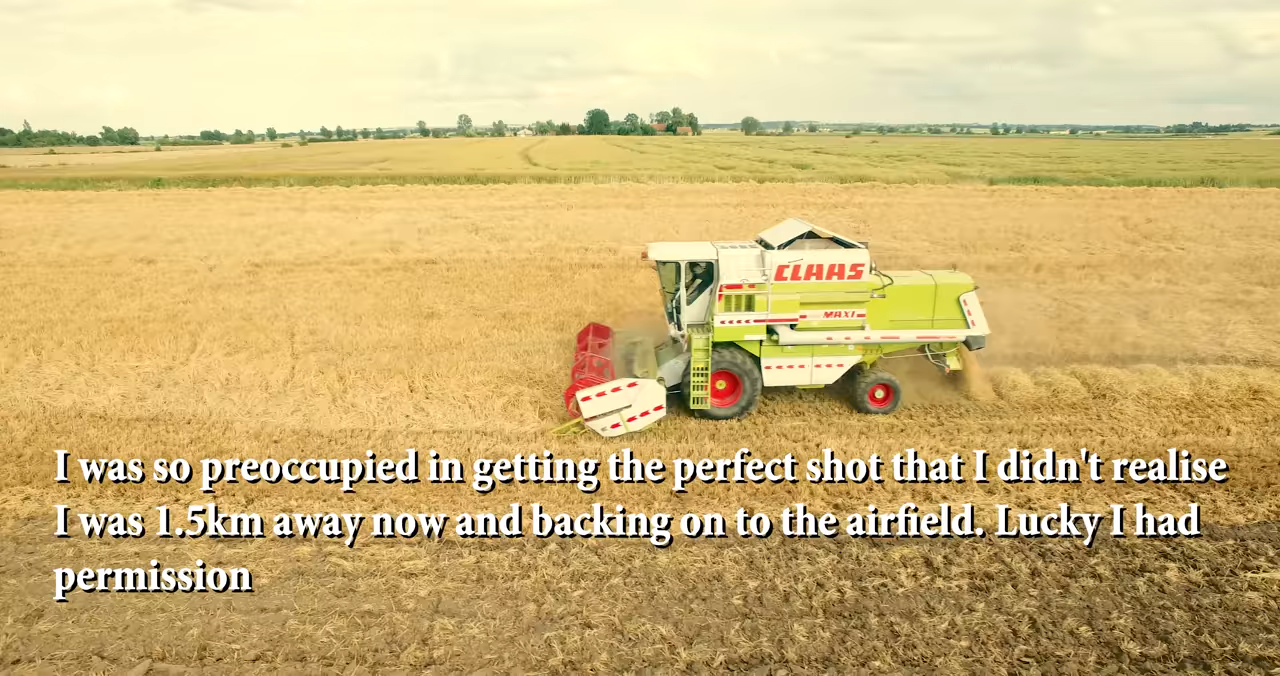 CLAAS
MAXI
I was so preoccupied in getting the perfect shot that I didn't realise
I was 1.5km away now and backing on to the airfield. Lucky I had
permission